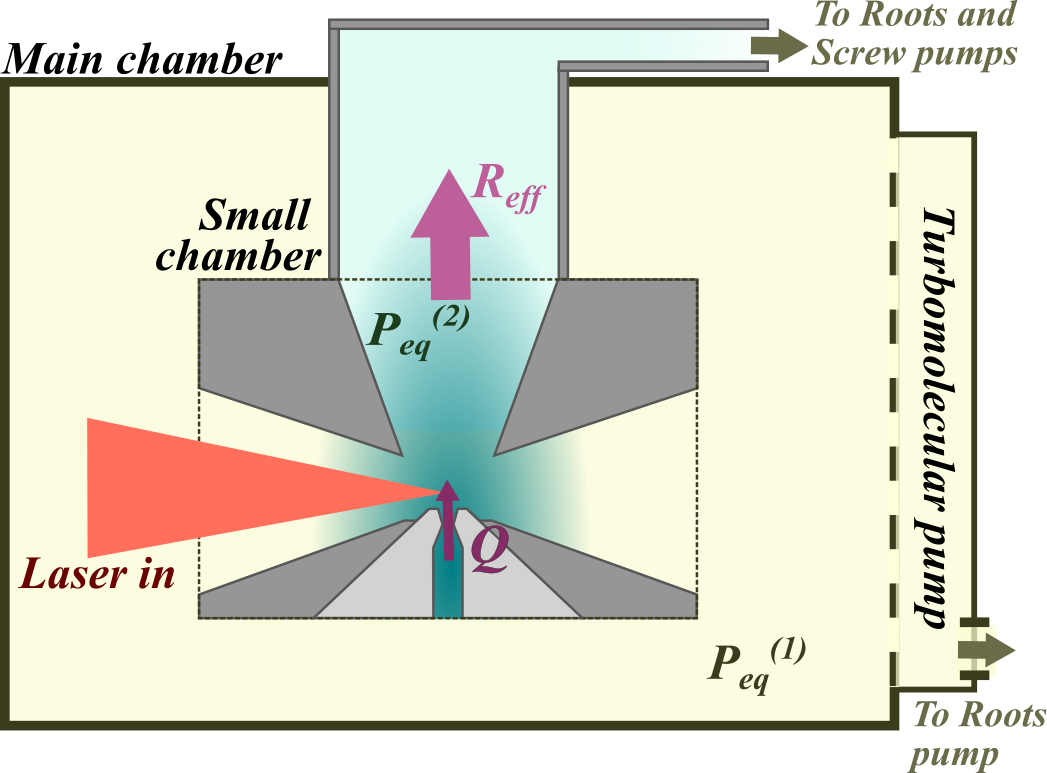 To Roots and
Screw pumps
Main chamber
R_eff
Small
chamber
P_eq^(2)
Turbomolecular pump
Q
Laser in
P_eq^(1)
To Roots
pump